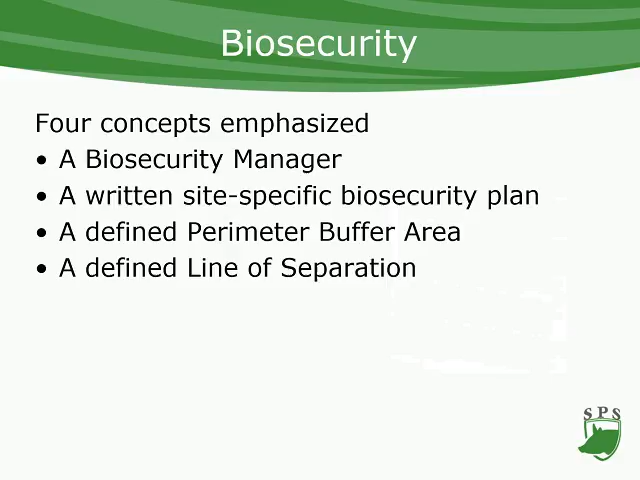 Biosecurity
Four concepts emphasized
• A Biosecurity Manager
• A written site-specific biosecurity plan
• A defined Perimeter Buffer Area
• A defined Line of Separation
SPS